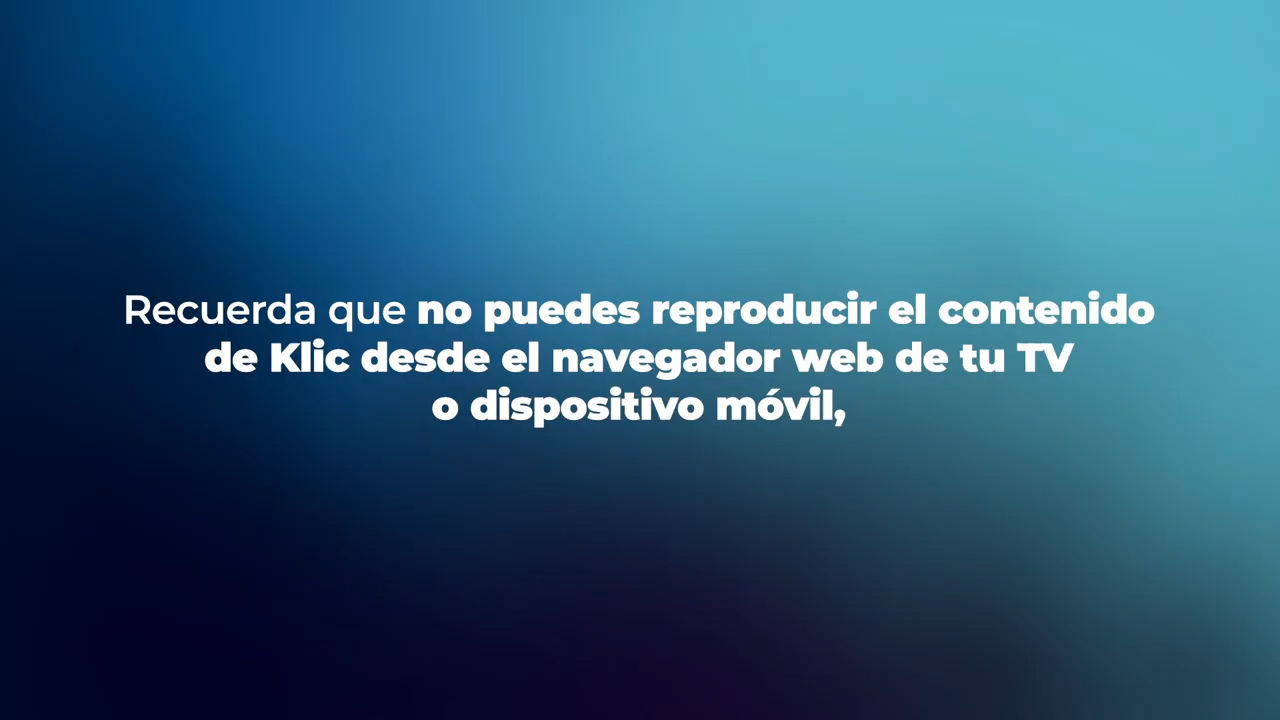 Recuerda que no puedes reproducir el contenido
de Klic desde el navegador web de tu TV
o dispositivo móvil,